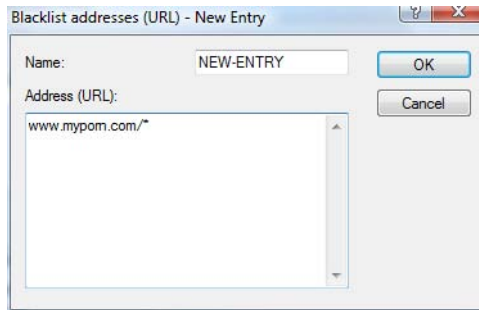 Blacklist addresses (URL) - New Entry
Name: NEW-ENTRY OK
Address (URL): Cancel
www.myporn.com/*